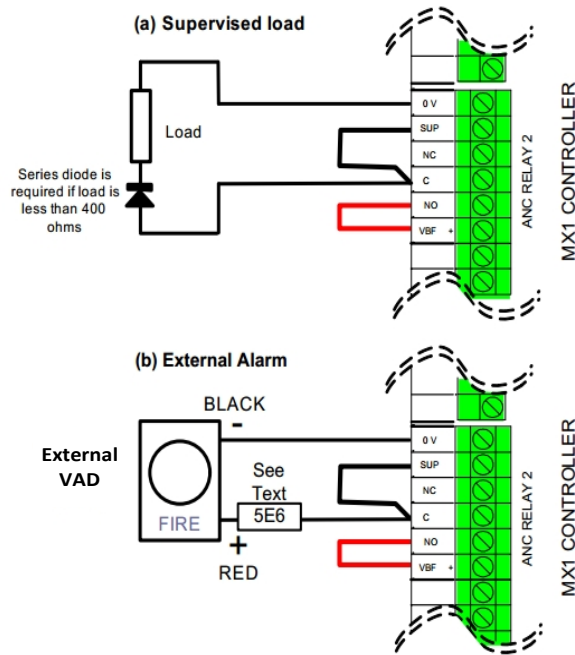 (a) Supervised load
Load
Series diode is
required if load is
less than 400
ohms
0 V
SUP
NC
C
NO
VBF +
ANC RELAY 2
MX1 CONTROLLER
(b) External Alarm
BLACK
-
External
VAD
FIRE
See
Text
5E6
+
RED
0 V
SUP
NC
C
NO
VBF +
ANC RELAY 2
MX1 CONTROLLER